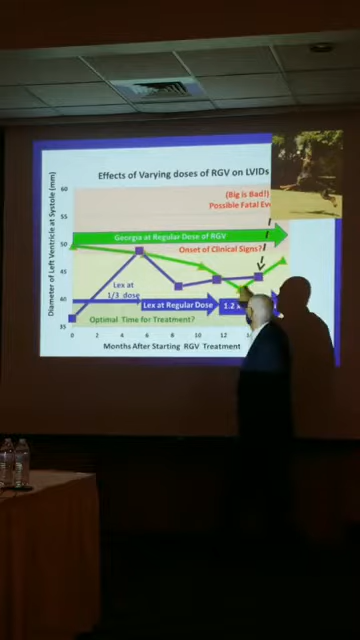 Effects of Varying doses of RGV on LVIDs
Diameter of Left Ventricle at Systole (mm)
60
55
50
45
40
35
(Big is Bad!)
Possible Fatal Ev
Georgia at Regular Dose of RGV
Onset of Clinical Signs?
Lex at
1/3 dose
Lex at Regular Dose
1.2
Optimal Time for Treatment?
0
2
4
6
8
10
12
Months After Starting RGV Treatment